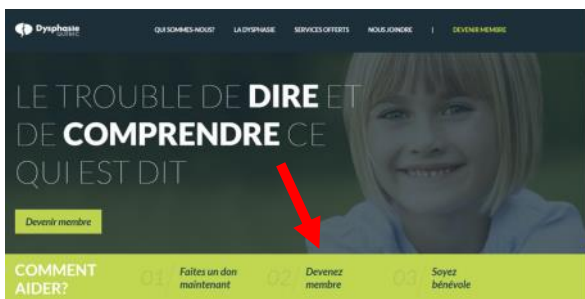 Dysphasie
QUÉBEC
QUI SOMMES-NOUS? LA DYSPHASIE SERVICES OFFERTS NOUS JOINDRE | DEVENIR MEMBRE
LE TROUBLE DE DIRE ET
DE COMPRENDRE CE
QUI EST DIT
Devenir membre
COMMENT
AIDER?
01/ Faites un don
maintenant
02/ Devenez
membre
03/ Soyez
bénévole